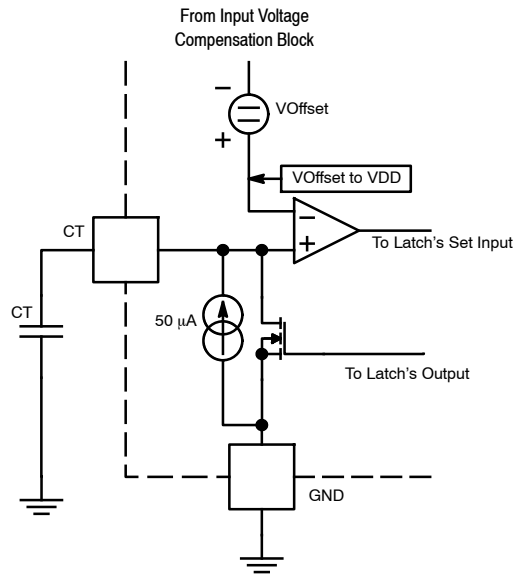 From Input Voltage
Compensation Block
−
VOffset
+
VOffset to VDD
−
CT
+
To Latch's Set Input
CT
50 μA
To Latch's Output
GND